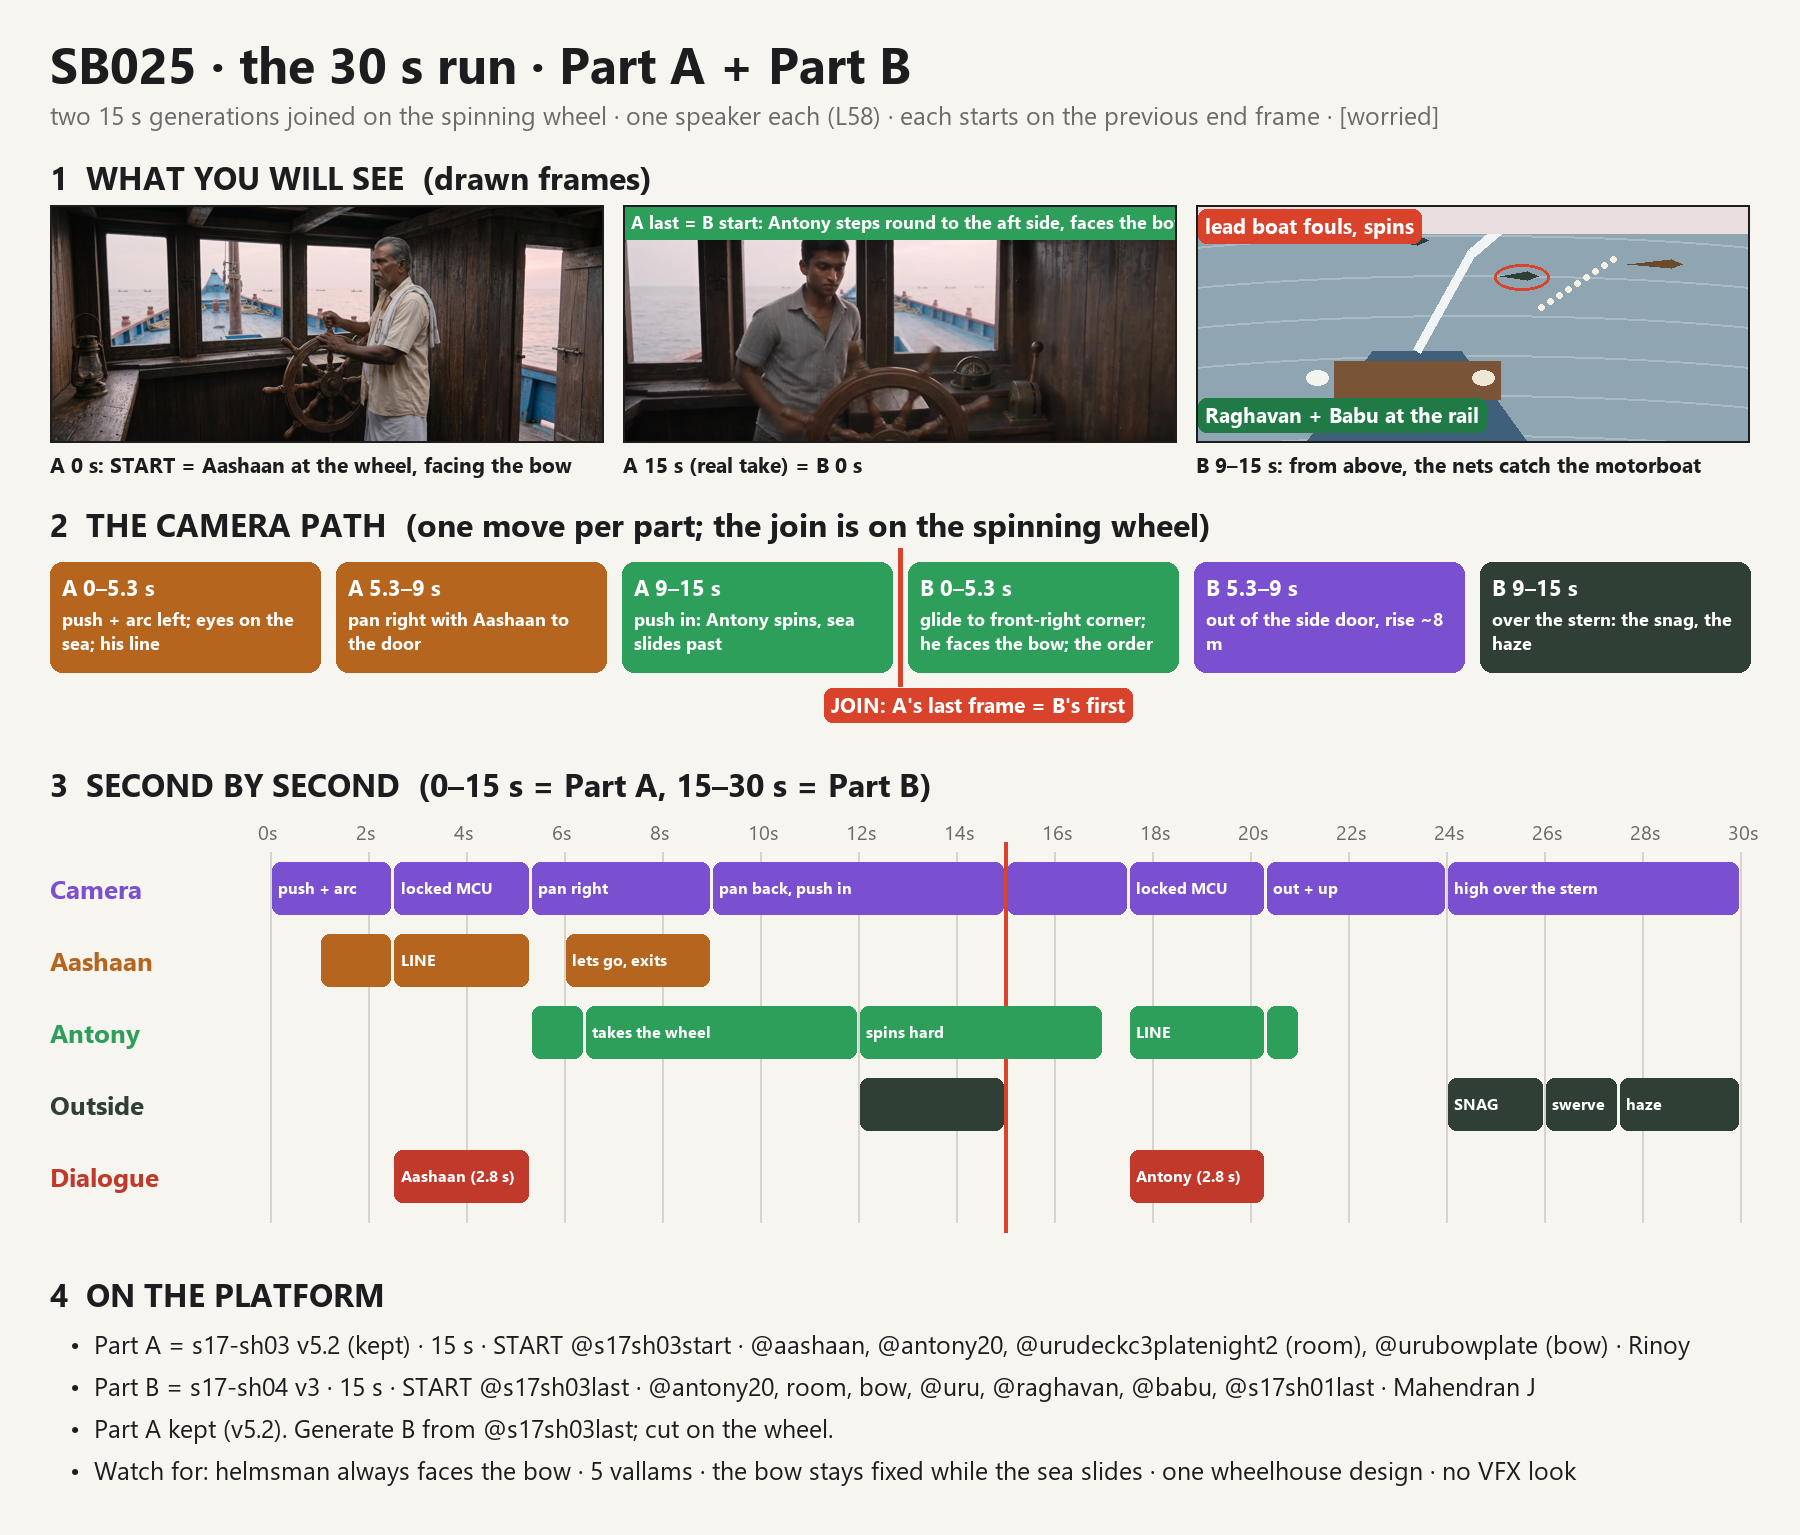 SB025 · the 30 s run · Part A + Part B
two 15 s generations joined on the spinning wheel · one speaker each (L58) · each starts on the previous end frame · [worried]
1 WHAT YOU WILL SEE (drawn frames)
A last = B start: Antony steps round to the aft side, faces the bo
lead boat fouls, spins
Raghavan + Babu at the rail
A 0 s: START = Aashaan at the wheel, facing the bow
A 15 s (real take) = B 0 s
B 9–15 s: from above, the nets catch the motorboat
2 THE CAMERA PATH (one move per part; the join is on the spinning wheel)
A 0–5.3 s
push + arc left; eyes on the
sea; his line
A 5.3–9 s
pan right with Aashaan to
the door
A 9–15 s
push in: Antony spins, sea
slides past
B 0–5.3 s
glide to front-right corner;
he faces the bow; the order
B 5.3–9 s
out of the side door, rise ~8
m
B 9–15 s
over the stern: the snag, the
haze
JOIN: A's last frame = B's first
3 SECOND BY SECOND (0–15 s = Part A, 15–30 s = Part B)
0s 2s 4s 6s 8s 10s 12s 14s 16s 18s 20s 22s 24s 26s 28s 30s
Camera push + arc locked MCU pan right pan back, push in locked MCU out + up high over the stern
Aashaan LINE lets go, exits
Antony takes the wheel spins hard LINE
Outside SNAG swerve haze
Dialogue Aashaan (2.8 s) Antony (2.8 s)
4 ON THE PLATFORM
• Part A = s17-sh03 v5.2 (kept) · 15 s · START @s17sh03start · @aashaan, @antony20, @urudeckc3platenight2 (room), @urubowplate (bow) · Rinoy
• Part B = s17-sh04 v3 · 15 s · START @s17sh03last · @antony20, room, bow, @uru, @raghavan, @babu, @s17sh01last · Mahendran J
• Part A kept (v5.2). Generate B from @s17sh03last; cut on the wheel.
• Watch for: helmsman always faces the bow · 5 vallams · the bow stays fixed while the sea slides · one wheelhouse design · no VFX look